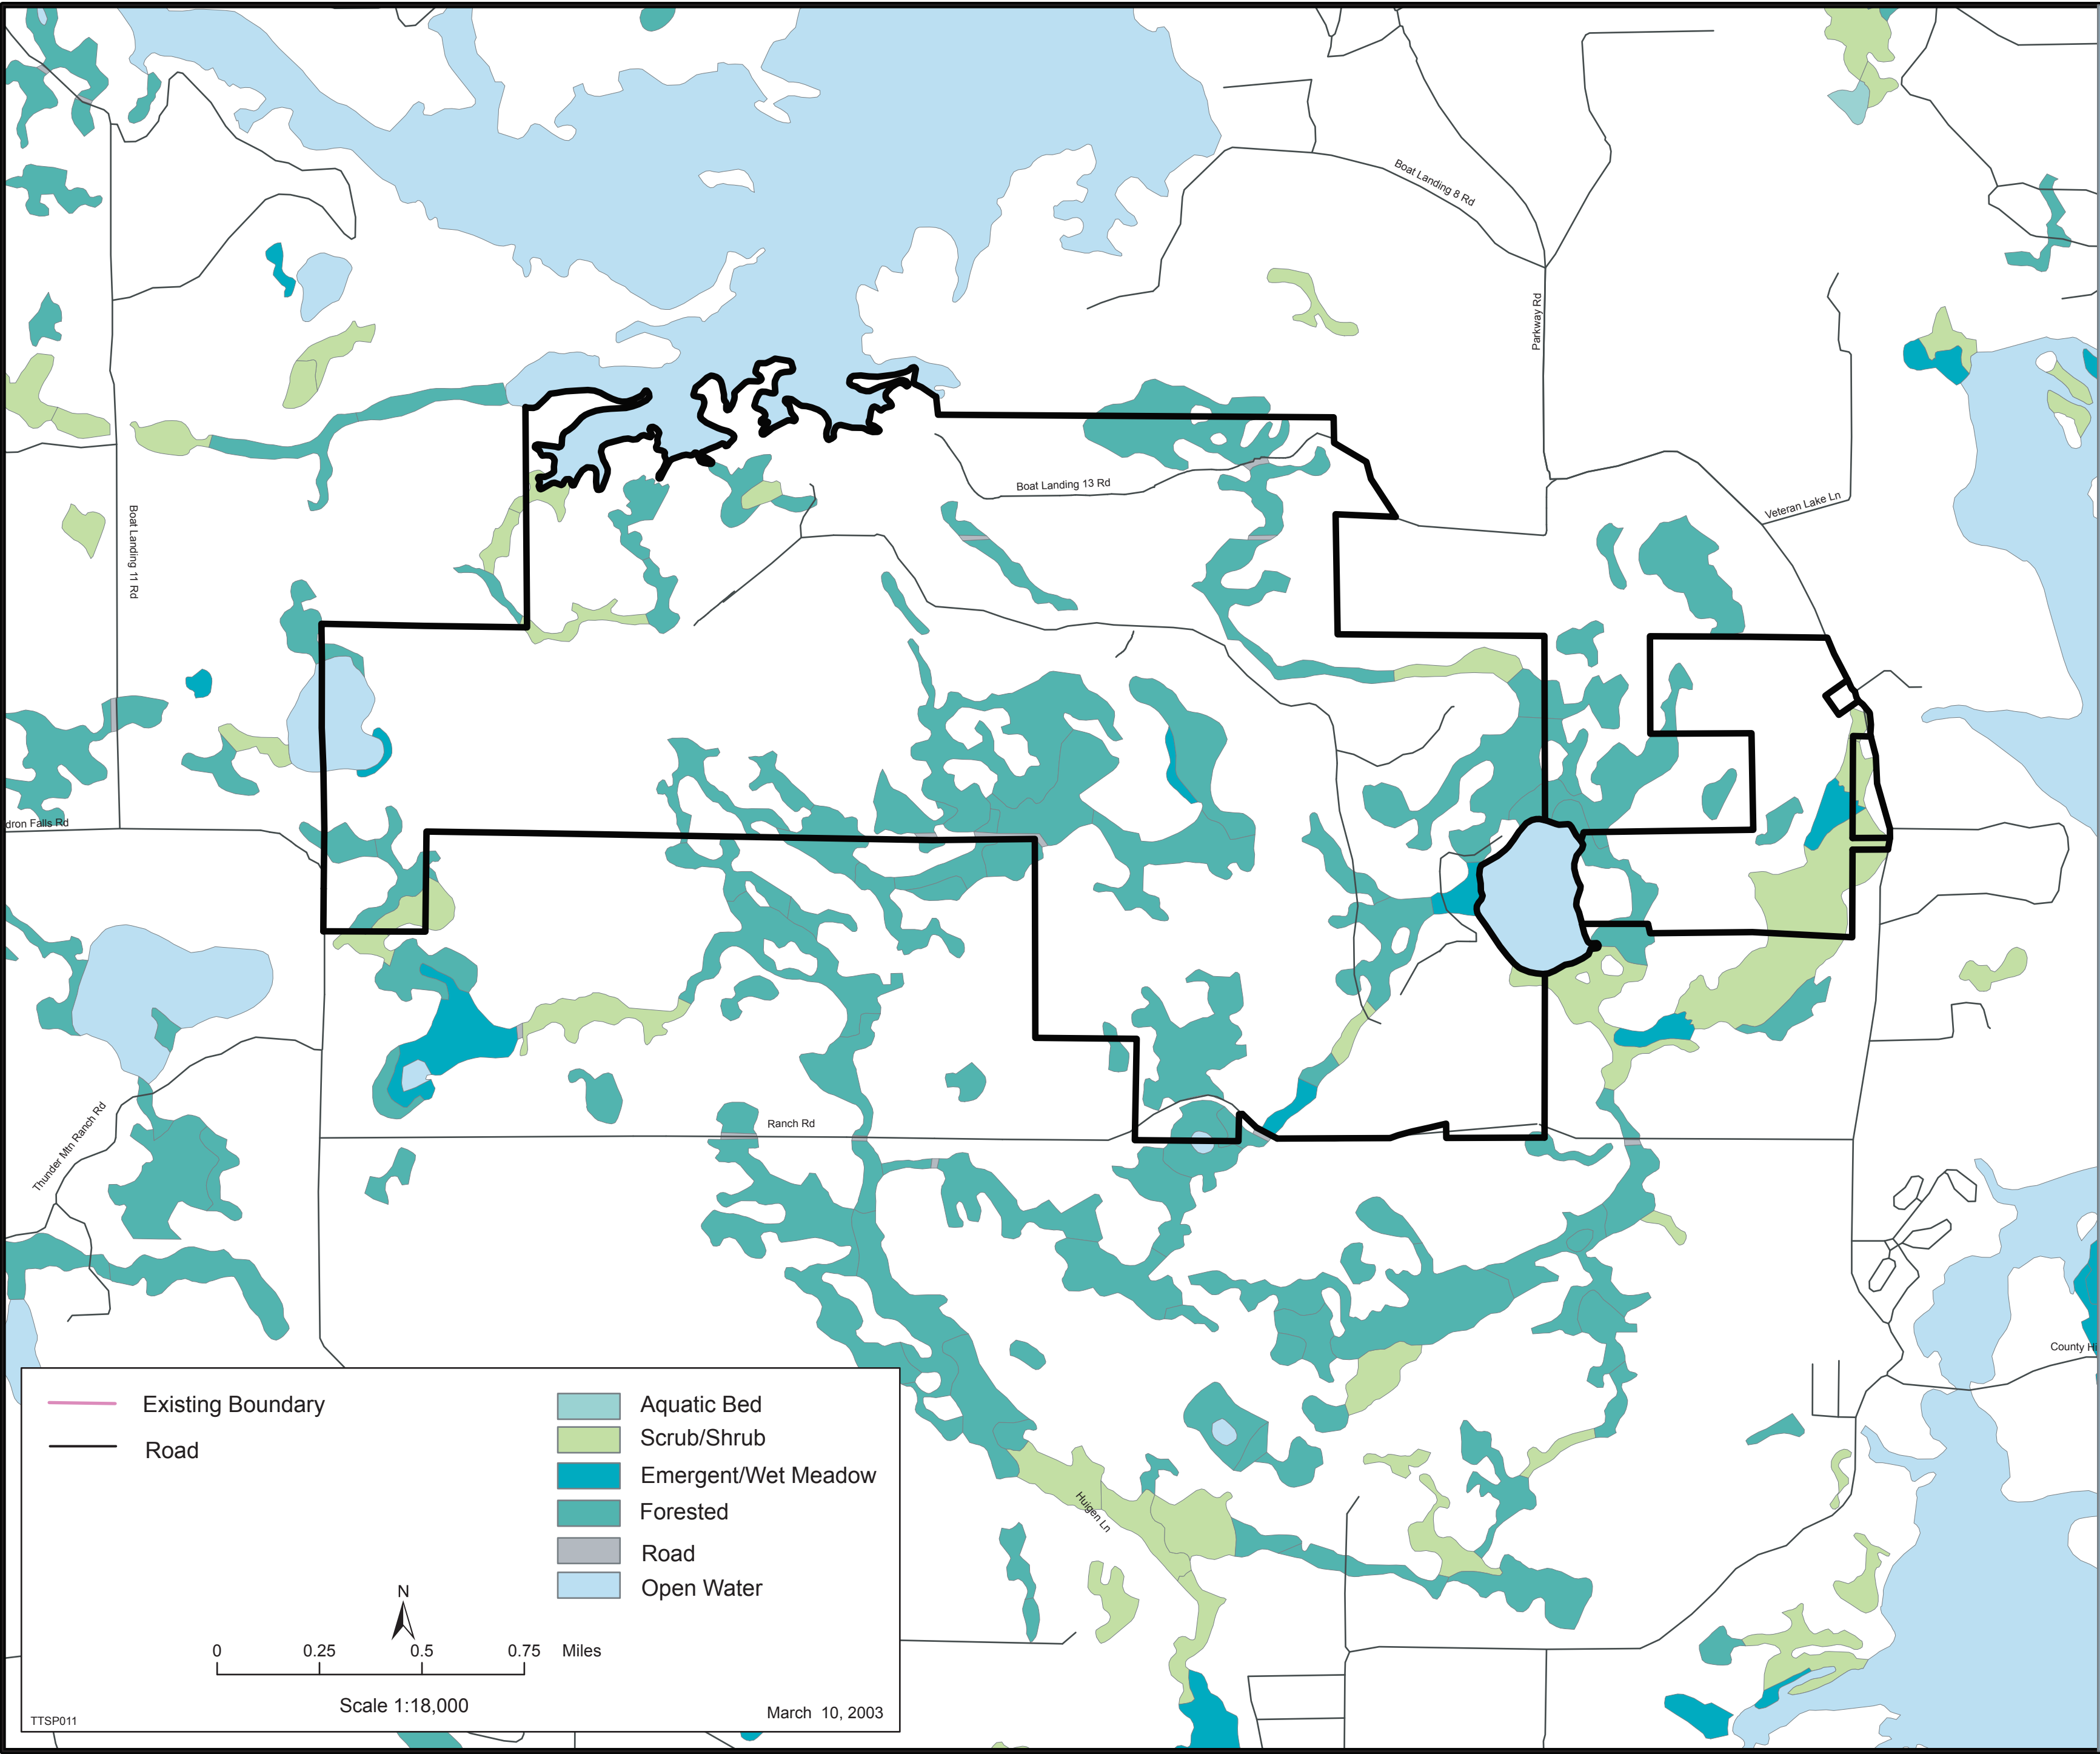 Boat Landing 8 Rd
Parkway Rd
Boat Landing 13 Rd
Veteran Lake Ln
Boat Landing 11 Rd
dron Falls Rd
Thunder Mtn Ranch Rd
Ranch Rd
County Hi
Huigen Ln
Existing Boundary
Road
Aquatic Bed
Scrub/Shrub
Emergent/Wet Meadow
Forested
Road
Open Water
N
0 0.25 0.5 0.75 Miles
Scale 1:18,000
March 10, 2003
TTSP011